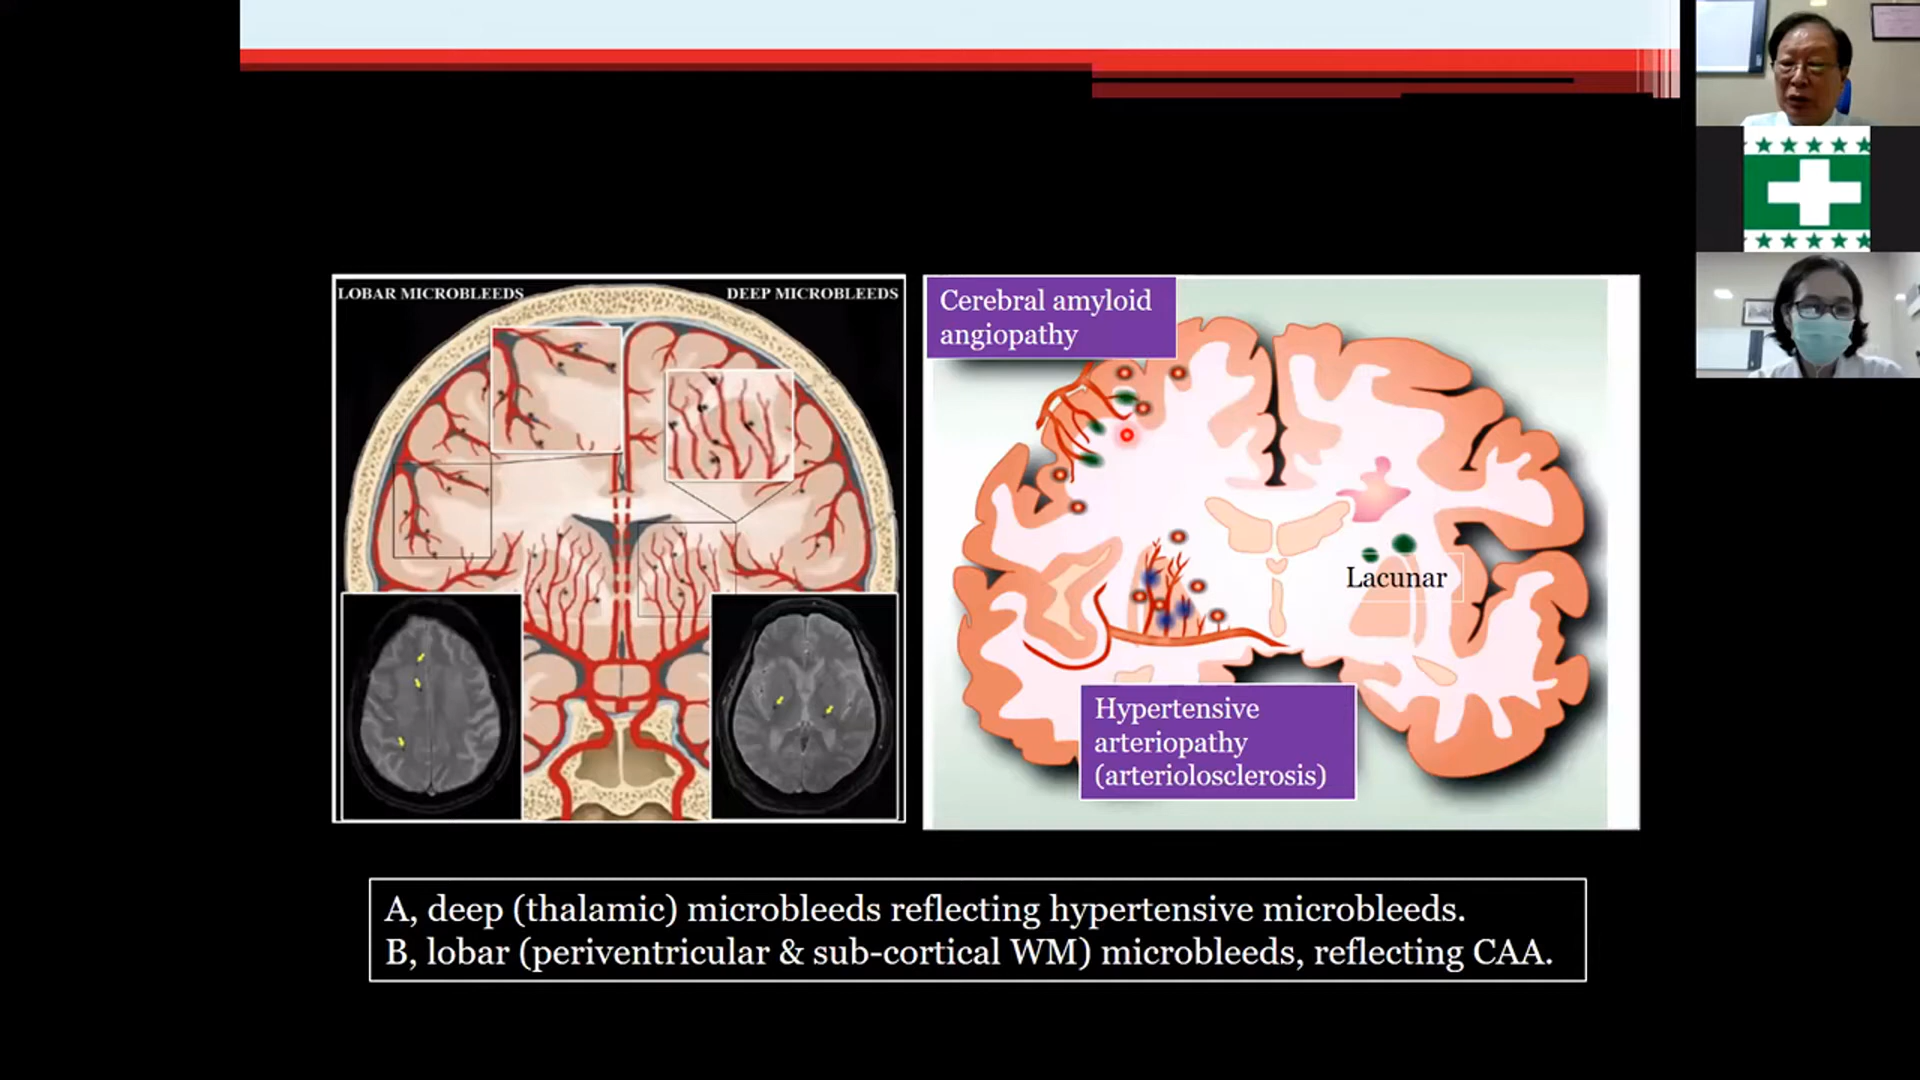 LOBAR MICROBLEEDS
DEEP MICROBLEEDS
Cerebral amyloid
angiopathy
Lacunar
Hypertensive
arteriopathy
(arteriolosclerosis)
A, deep (thalamic) microbleeds reflecting hypertensive microbleeds.
B, lobar (periventricular & sub-cortical WM) microbleeds, reflecting CAA.